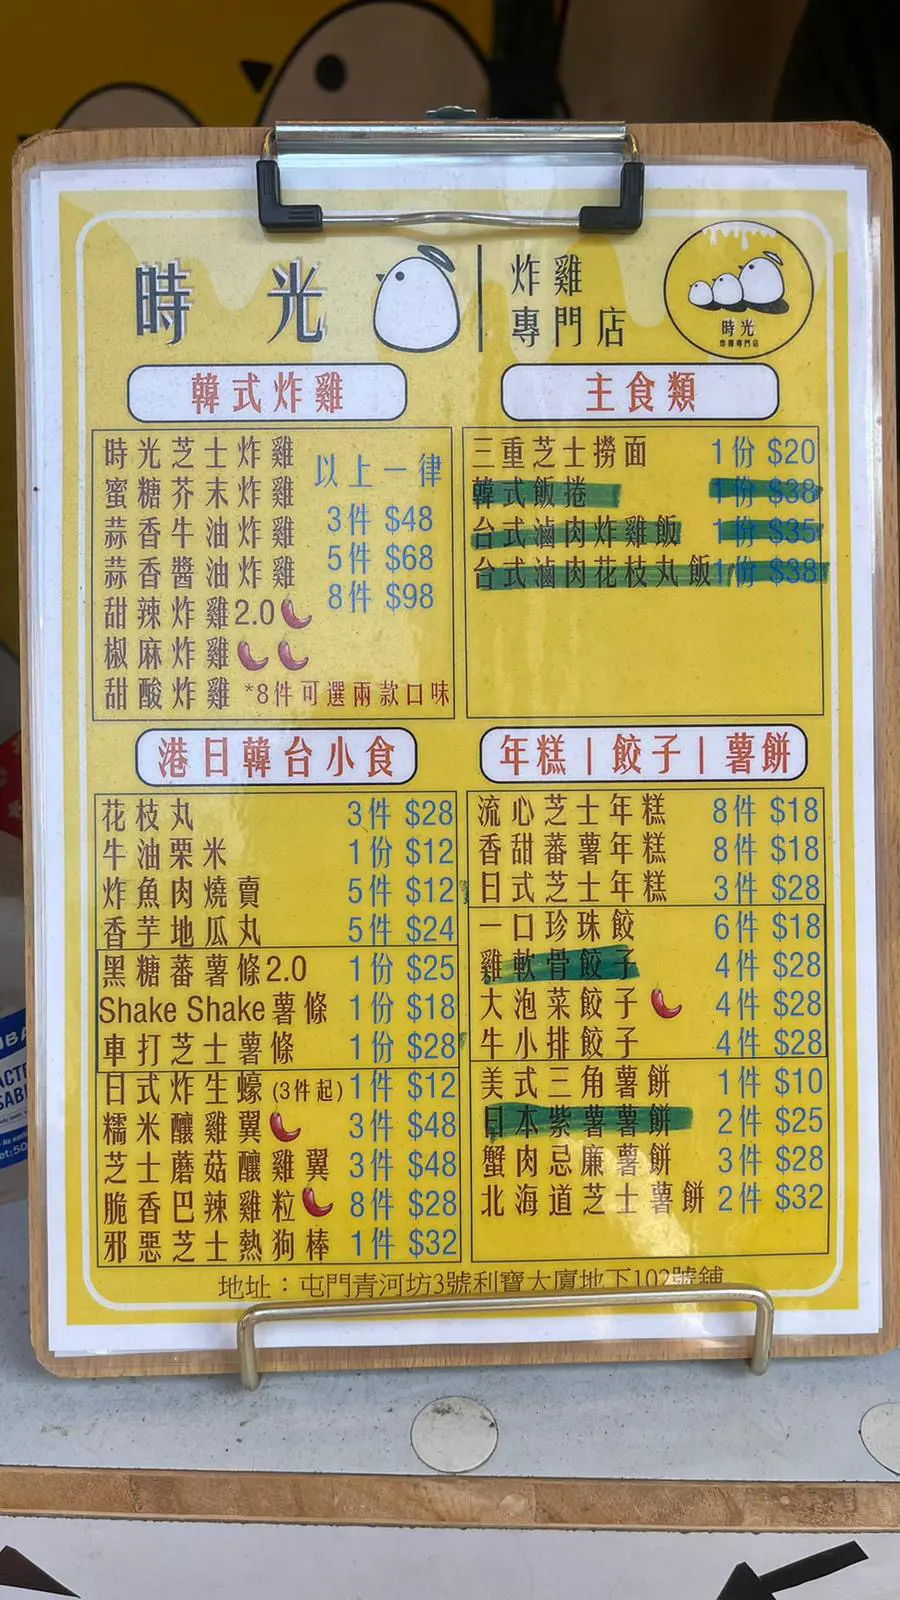 時光
炸雞
專門店
時光
炸雞專門店
韓式炸雞
時光芝士炸雞
蜜糖芥末炸雞
蒜香牛油炸雞
蒜香醬油炸雞
甜辣炸雞2.0
椒麻炸雞
甜酸炸雞
以上一律
3件 $48
5件 $68
8件 $98
*8件可選兩款口味
主食類
三重芝士撈面 1份 $20
韓式飯捲 1份 $38
台式滷肉炸雞飯 1份 $35
台式滷肉花枝丸飯 1份 $38
港日韓台小食
花枝丸 3件 $28
牛油粟米 1份 $12
炸魚肉燒賣 5件 $12
香芋地瓜丸 5件 $24
黑糖蕃薯條2.0 1份 $25
Shake Shake薯條 1份 $18
車打芝士薯條 1份 $28
日式炸生蠔(3件起) 1件 $12
糯米釀雞翼 3件 $48
芝士蘑菇釀雞翼 3件 $48
脆香巴辣雞粒 8件 $28
邪惡芝士熱狗棒 1件 $32
年糕 | 餃子 | 薯餅
流心芝士年糕 8件 $18
香甜蕃薯年糕 8件 $18
日式芝士年糕 3件 $28
一口珍珠餃 6件 $18
雞軟骨餃子 4件 $28
大泡菜餃子 4件 $28
牛小排餃子 4件 $28
美式三角薯餅 1件 $10
日本紫薯薯餅 2件 $25
蟹肉忌廉薯餅 3件 $28
北海道芝士薯餅 2件 $32
地址：屯門青河坊3號利寶大廈地下102號鋪